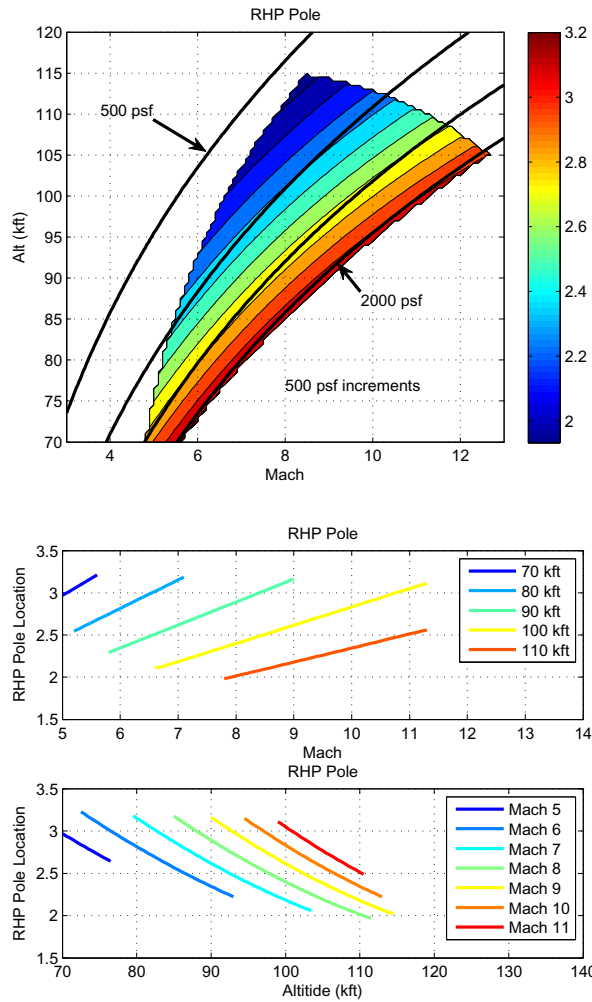 RHP Pole
120
115
110
105
100
95
90
85
80
75
70
Alt (kft)
500 psf
2000 psf
500 psf increments
4
6
8
10
12
Mach
3.2
3
2.8
2.6
2.4
2.2
2
RHP Pole
3.5
3
2.5
2
1.5
RHP Pole Location
70 kft
80 kft
90 kft
100 kft
110 kft
5
6
7
8
9
10
11
12
13
14
Mach
RHP Pole
3.5
3
2.5
2
1.5
RHP Pole Location
Mach 5
Mach 6
Mach 7
Mach 8
Mach 9
Mach 10
Mach 11
70
80
90
100
110
120
130
140
Altitide (kft)